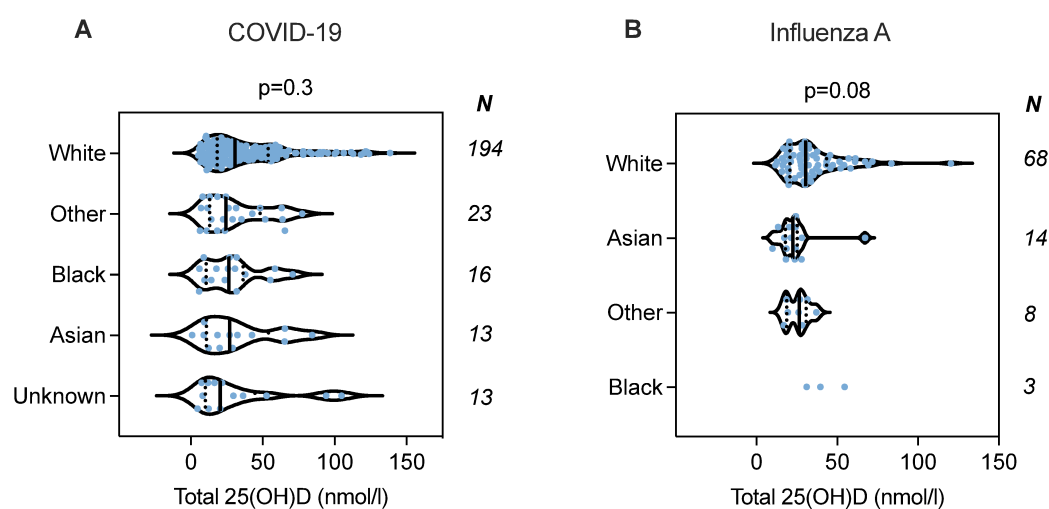 A
COVID-19
p=0.3
N
White
194
Other
23
Black
16
Asian
13
Unknown
13
0 50 100 150
Total 25(OH)D (nmol/l)
B
Influenza A
p=0.08
N
White
68
Asian
14
Other
8
Black
3
0 50 100 150
Total 25(OH)D (nmol/l)